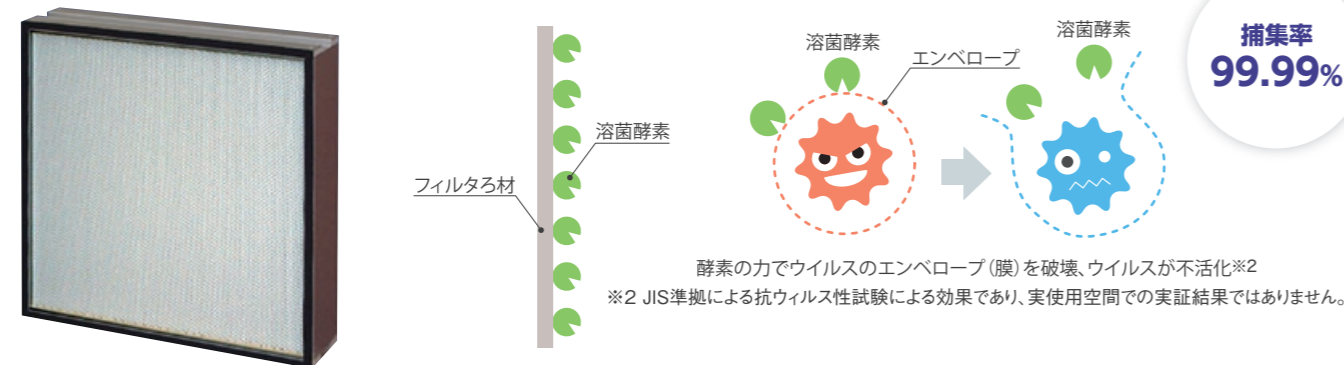 溶菌酵素
フィルタろ材
溶菌酵素
エンベロープ
溶菌酵素
捕集率
99.99%
酵素の力でウイルスのエンベロープ（膜）を破壊、ウイルスが不活化※2
※2 JIS準拠による抗ウィルス性試験による効果であり、実使用空間での実証結果ではありません。